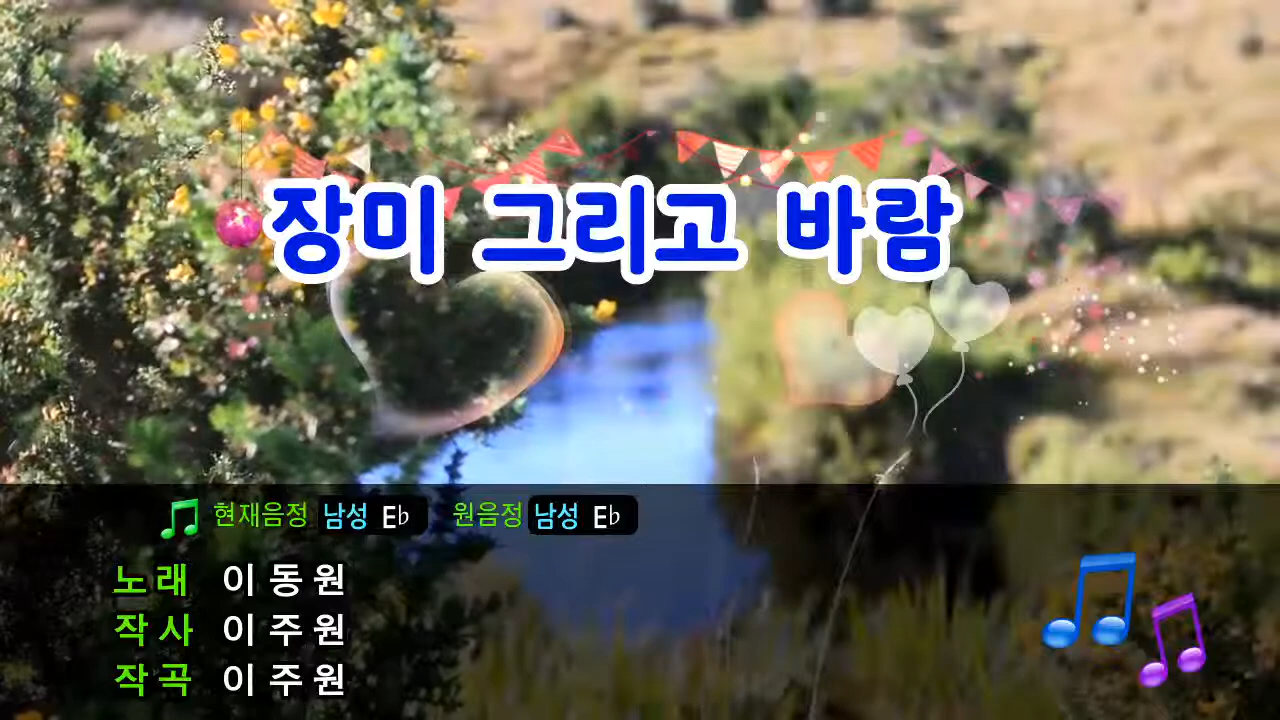 장미 그리고 바람
현재음정 남성 E♭ 원음정 남성 E♭
노래 이동원
작사 이주원
작곡 이주원